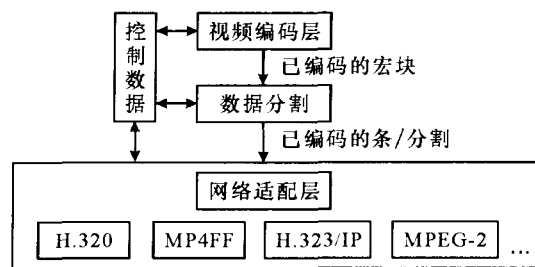 控制数据
视频编码层
已编码的宏块
数据分割
已编码的条/分割
网络适配层
H.320
MP4FF
H.323/IP
MPEG-2
...